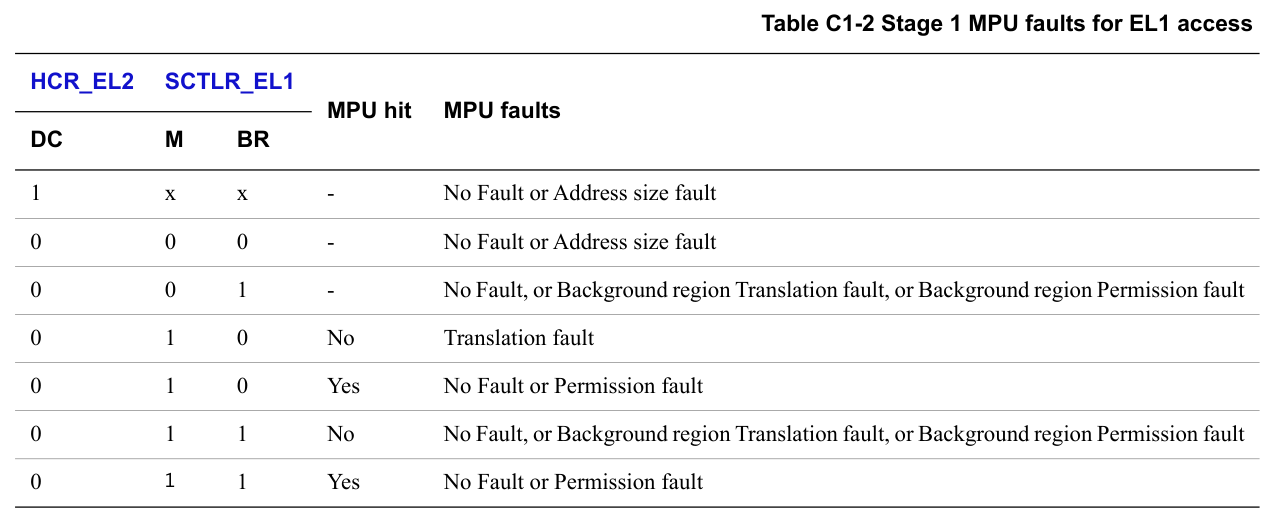 Table C1-2 Stage 1 MPU faults for EL1 access
HCR_EL2 SCTLR_EL1
MPU hit MPU faults
DC M BR
1 x x - No Fault or Address size fault
0 0 0 - No Fault or Address size fault
0 0 1 - No Fault, or Background region Translation fault, or Background region Permission fault
0 1 0 No Translation fault
0 1 0 Yes No Fault or Permission fault
0 1 1 No No Fault, or Background region Translation fault, or Background region Permission fault
0 1 1 Yes No Fault or Permission fault